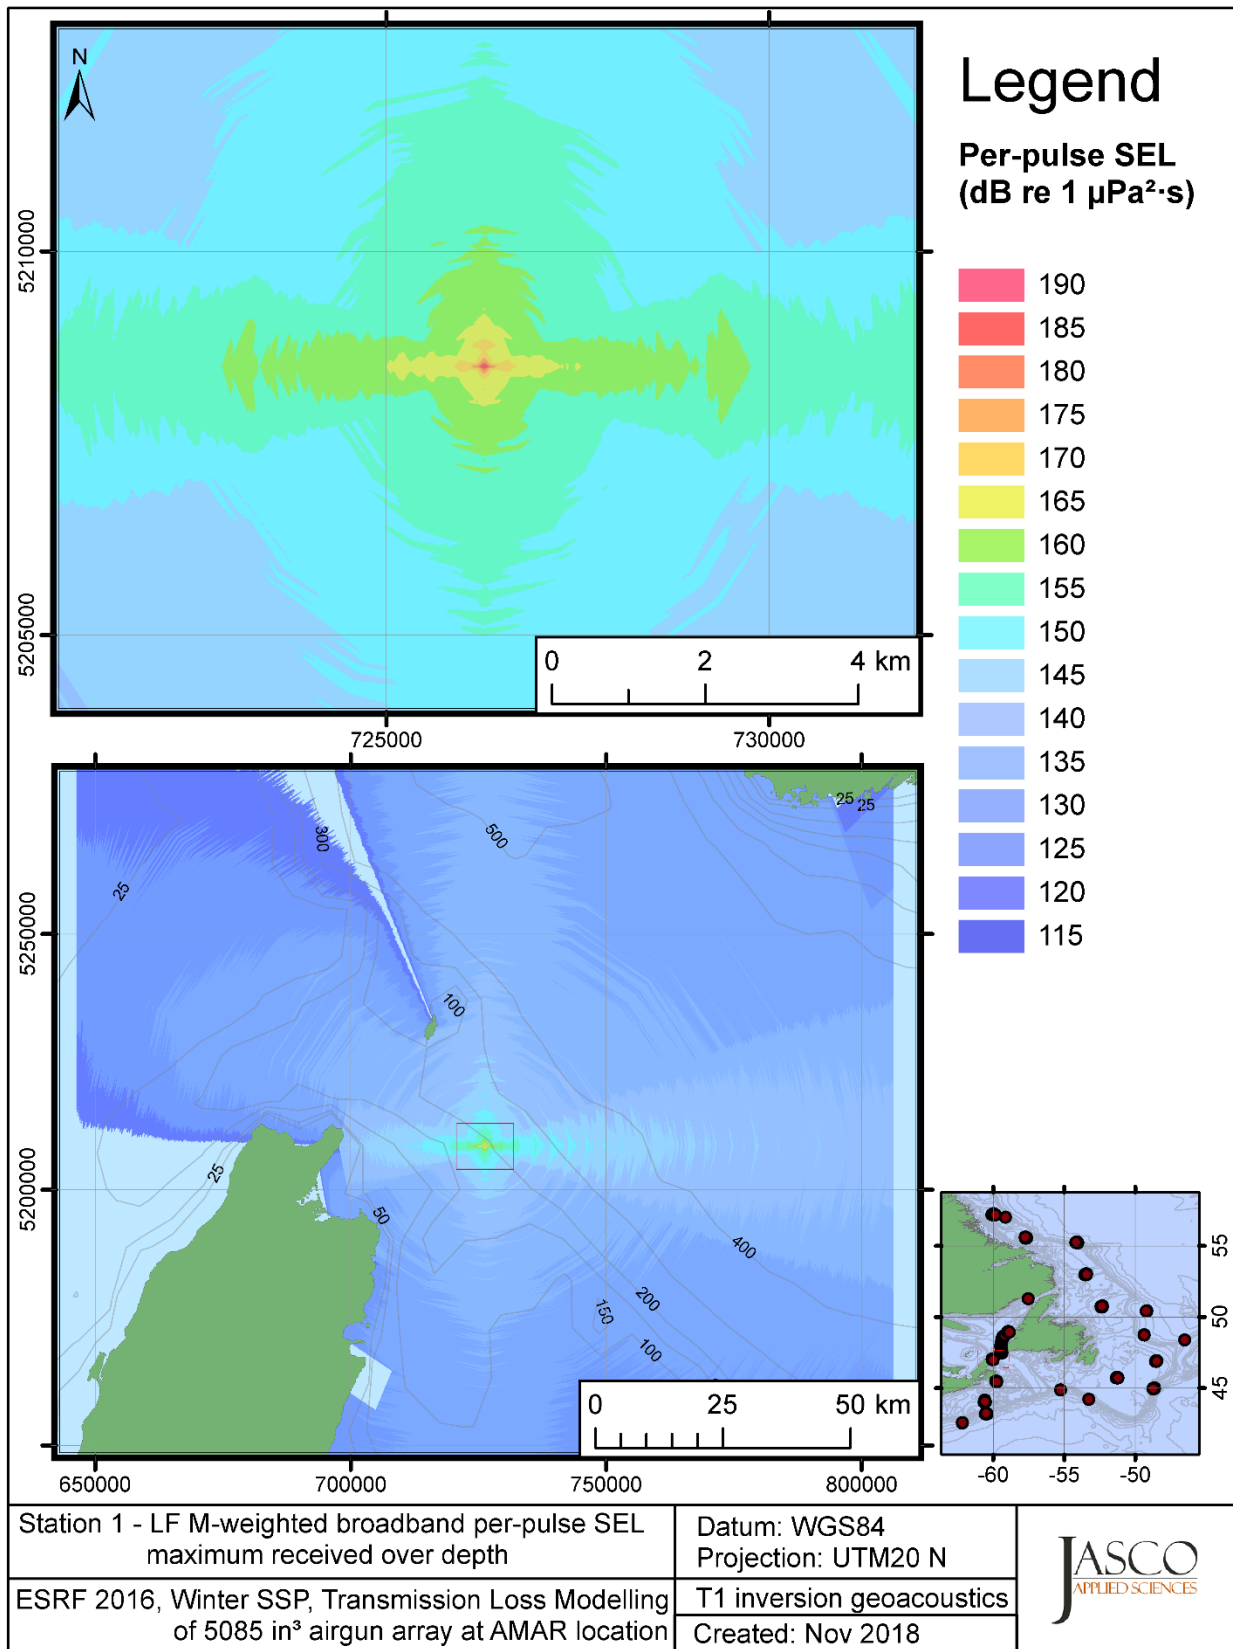 N
5210000
5205000
0 2 4 km
725000 730000
Legend
Per-pulse SEL
(dB re 1 µPa²·s)
190
185
180
175
170
165
160
155
150
145
140
135
130
125
120
115
25 25
500
300
25
100
25
50
400
200
150
100
5250000
5200000
0 25 50 km
650000 700000 750000 800000
55
50
45
-60 -55 -50
Station 1 - LF M-weighted broadband per-pulse SEL
maximum received over depth
ESRF 2016, Winter SSP, Transmission Loss Modelling
of 5085 in³ airgun array at AMAR location
Datum: WGS84
Projection: UTM20 N
T1 inversion geoacoustics
Created: Nov 2018
JASCO
APPLIED SCIENCES